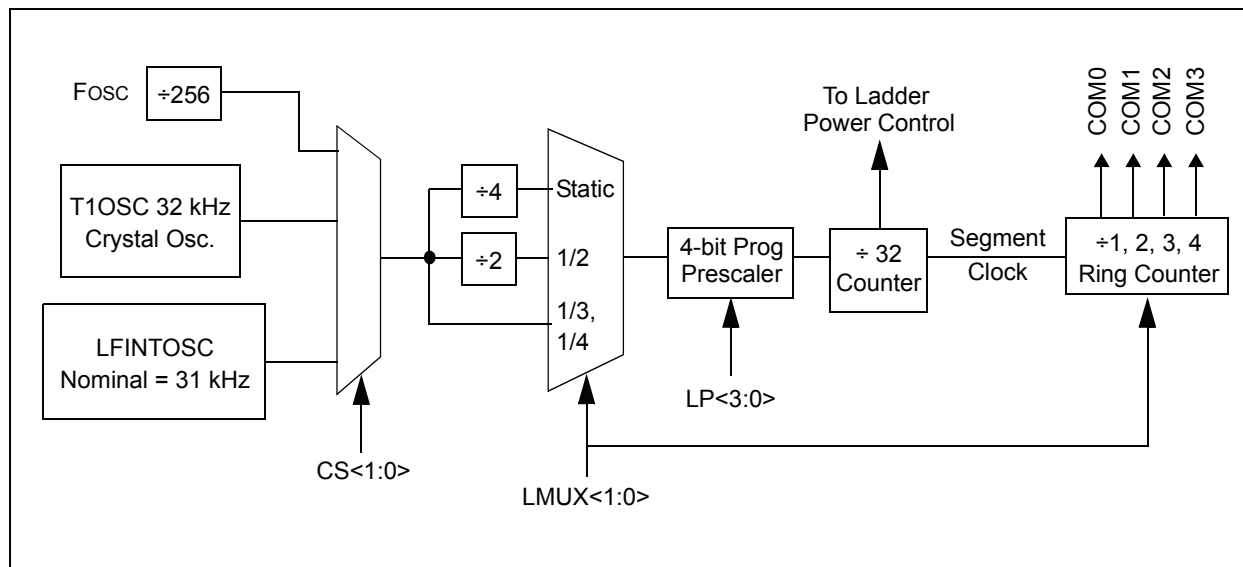 FOSC
÷256
T1OSC 32 kHz
Crystal Osc.
LFINTOSC
Nominal = 31 kHz
CS<1:0>
÷4
÷2
Static
1/2
1/3,
1/4
LMUX<1:0>
4-bit Prog
Prescaler
LP<3:0>
To Ladder
Power Control
÷ 32
Counter
Segment
Clock
COM0
COM1
COM2
COM3
÷1, 2, 3, 4
Ring Counter